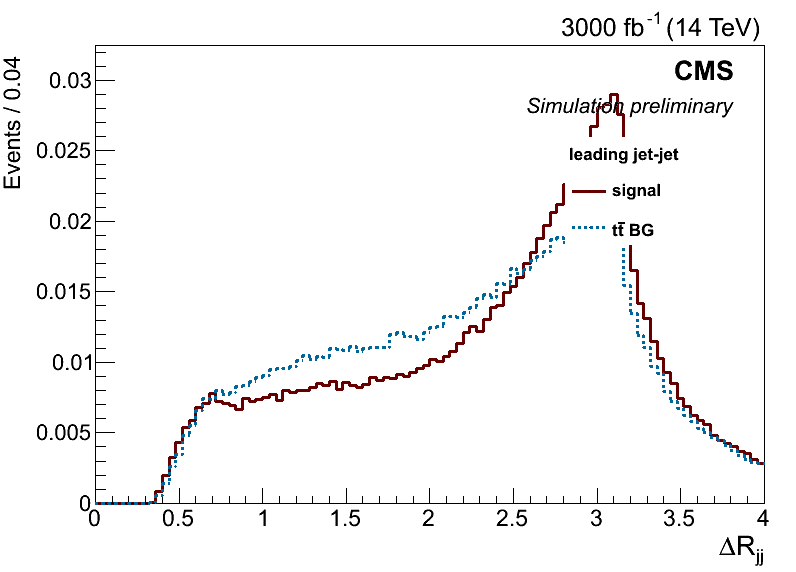 3000 fb⁻¹ (14 TeV)
Events / 0.04
CMS
Simulation preliminary
leading jet-jet
signal
tt̄ BG
0.03
0.025
0.02
0.015
0.01
0.005
0
0 0.5 1 1.5 2 2.5 3 3.5 4
ΔRjj